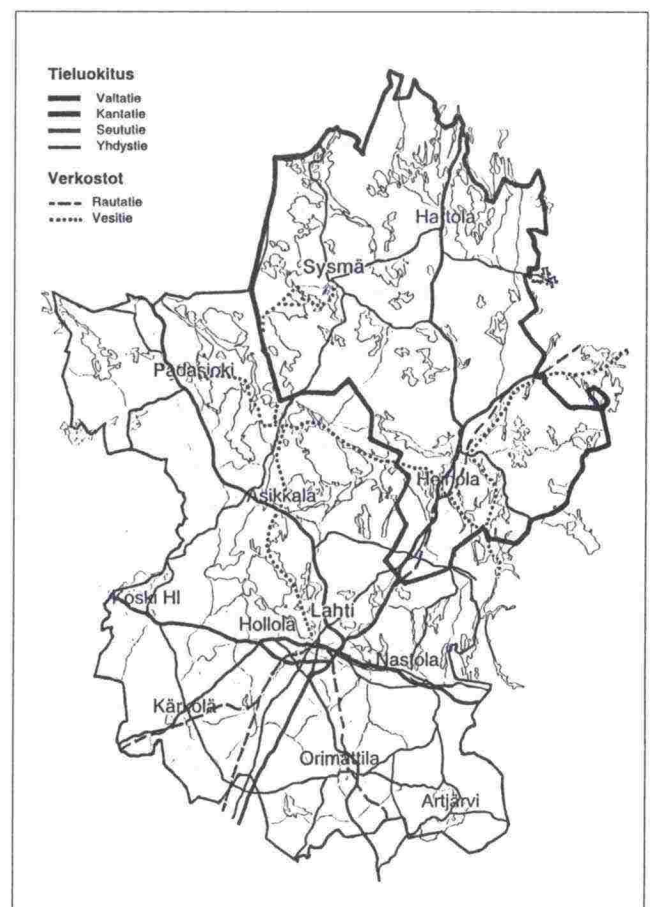 Tieluokitus
Valtatie
Kantatie
Seututie
Yhdystie
Verkostot
Rautatie
Vesitie
Hartola
Sysmä
Padasjoki
Heinola
Asikkala
Koski Hl
Lahti
Hollola
Nastola
Kärkölä
Orimattila
Artjärvi